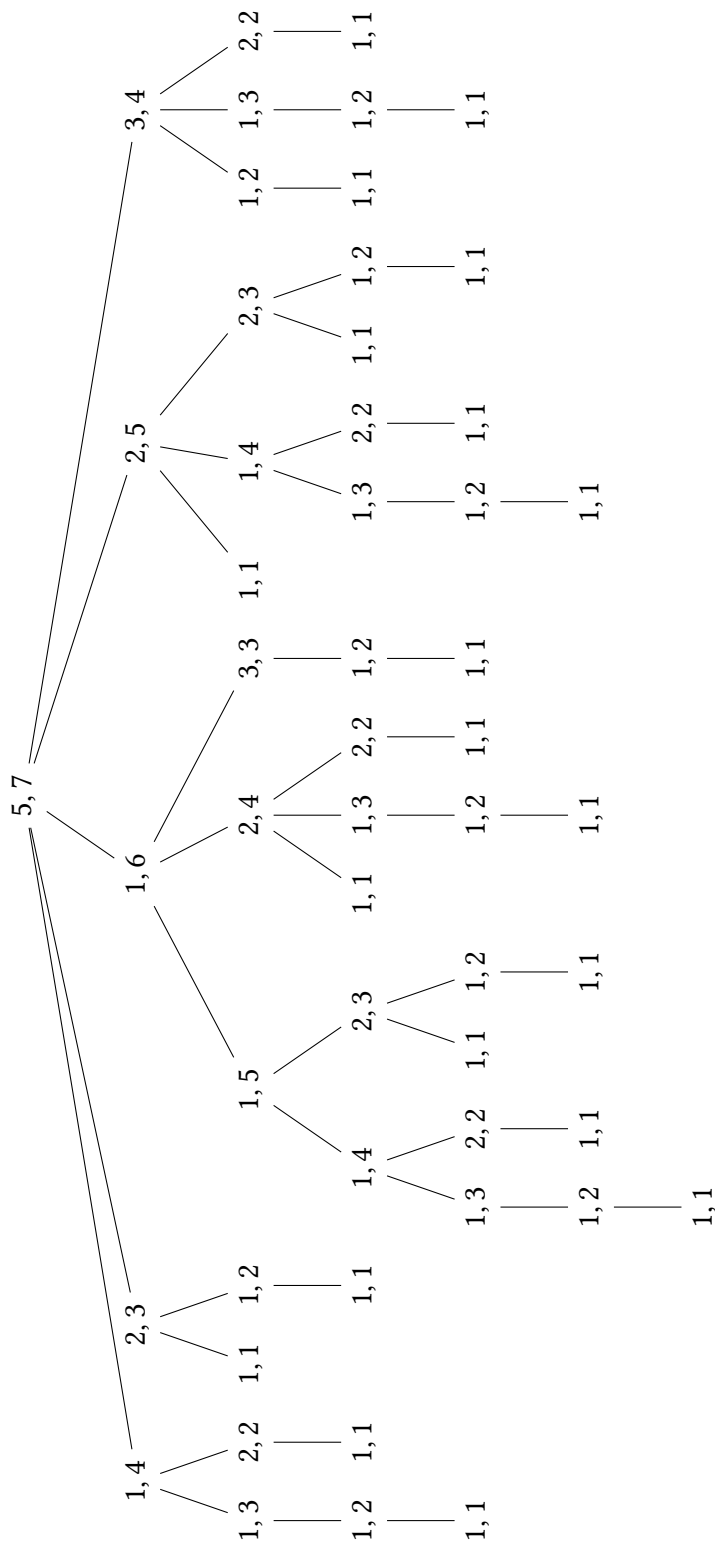 5, 7
1, 4 2, 3 1, 6 2, 5 3, 4
1, 3 2, 2 1, 1 1, 2 1, 5 2, 4 3, 3 1, 1 1, 4 2, 3 1, 2 1, 3 2, 2
1, 2 1, 1 1, 1 1, 4 2, 3 1, 1 1, 3 2, 2 1, 2 1, 3 2, 2 1, 1 1, 2 1, 1 1, 2 1, 1
1, 1 1, 3 2, 2 1, 1 1, 2 1, 2 1, 1 1, 1 1, 2 1, 1 1, 1 1, 1
1, 2 1, 1 1, 1 1, 1 1, 1
1, 1